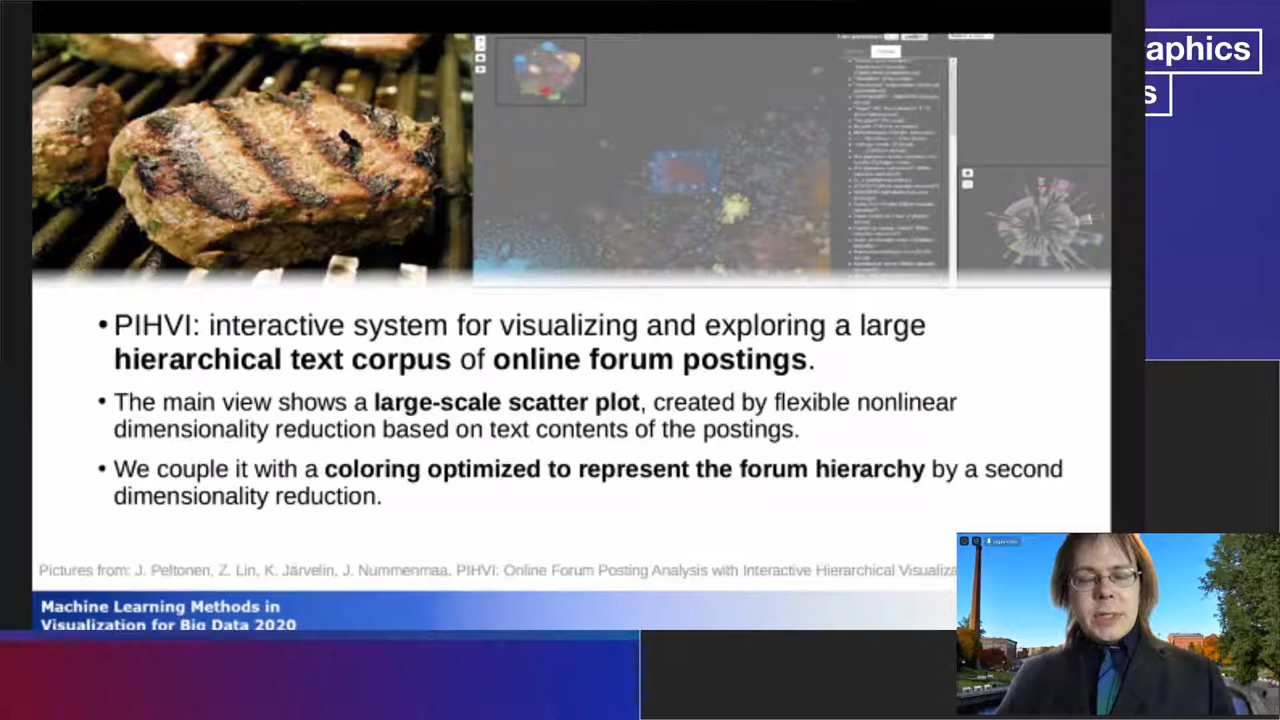 aphics
s
• PIHVI: interactive system for visualizing and exploring a large
hierarchical text corpus of online forum postings.
• The main view shows a large-scale scatter plot, created by flexible nonlinear
dimensionality reduction based on text contents of the postings.
• We couple it with a coloring optimized to represent the forum hierarchy by a second
dimensionality reduction.
Pictures from: J. Peltonen, Z. Lin, K. Järvelin, J. Nummenmaa. PIHVI: Online Forum Posting Analysis with Interactive Hierarchical Visualiza
Machine Learning Methods in
Visualization for Big Data 2020